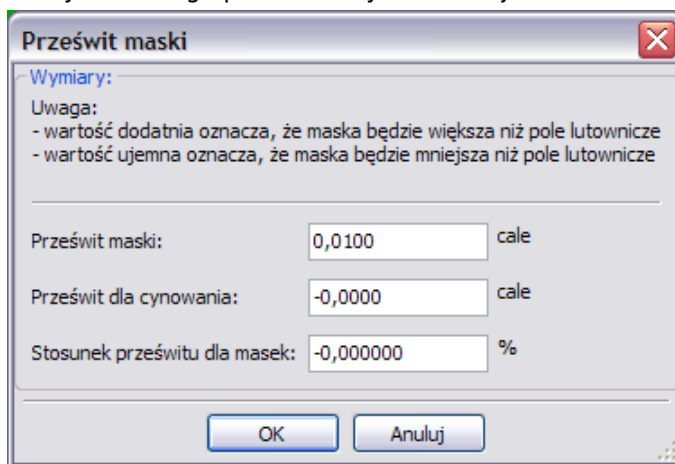 Prześwit maski
Wymiary:
Uwaga:
- wartość dodatnia oznacza, że maska będzie większa niż pole lutownicze
- wartość ujemna oznacza, że maska będzie mniejsza niż pole lutownicze
Prześwit maski: 0,0100 cale
Prześwit dla cynowania: -0,0000 cale
Stosunek prześwitu dla masek: -0,000000 %
OK Anuluj